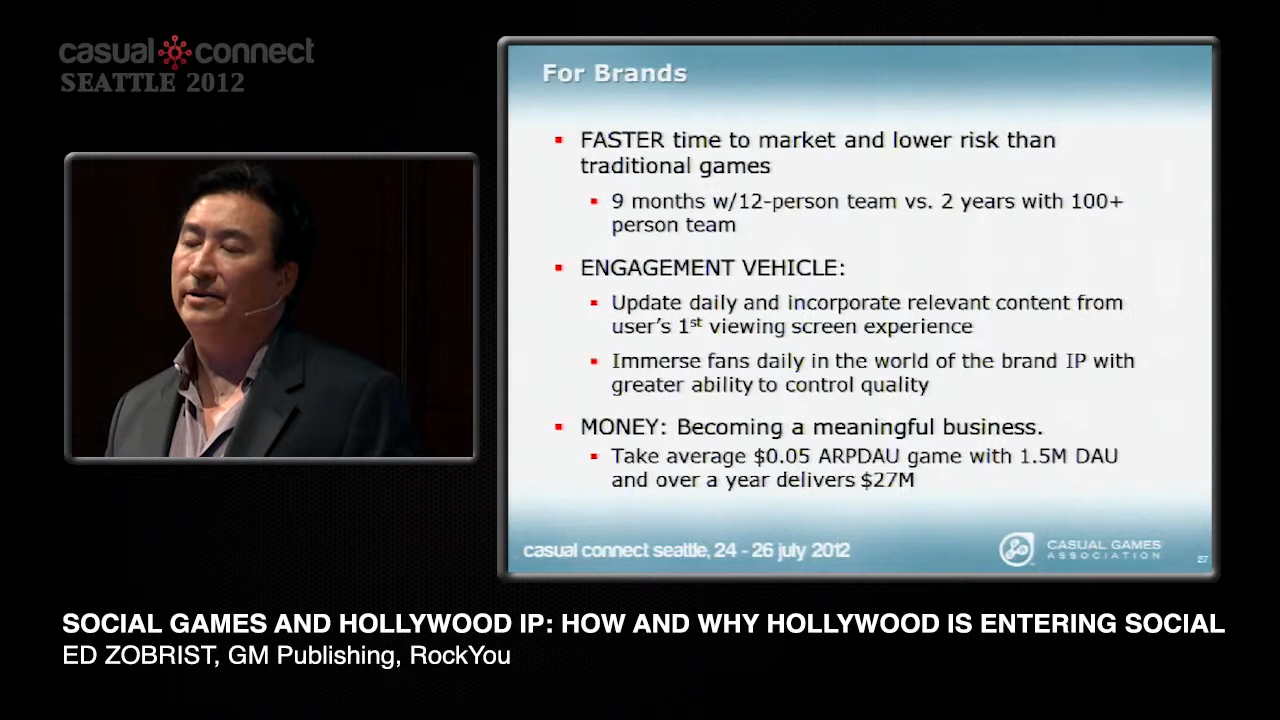 casual connect
SEATTLE 2012
For Brands
▪ FASTER time to market and lower risk than
traditional games
▪ 9 months w/12-person team vs. 2 years with 100+
person team
▪ ENGAGEMENT VEHICLE:
▪ Update daily and incorporate relevant content from
user's 1st viewing screen experience
▪ Immerse fans daily in the world of the brand IP with
greater ability to control quality
▪ MONEY: Becoming a meaningful business.
▪ Take average $0.05 ARPDAU game with 1.5M DAU
and over a year delivers $27M
casual connect seattle, 24 - 26 july 2012
CASUAL GAMES
ASSOCIATION
27
SOCIAL GAMES AND HOLLYWOOD IP: HOW AND WHY HOLLYWOOD IS ENTERING SOCIAL
ED ZOBRIST, GM Publishing, RockYou